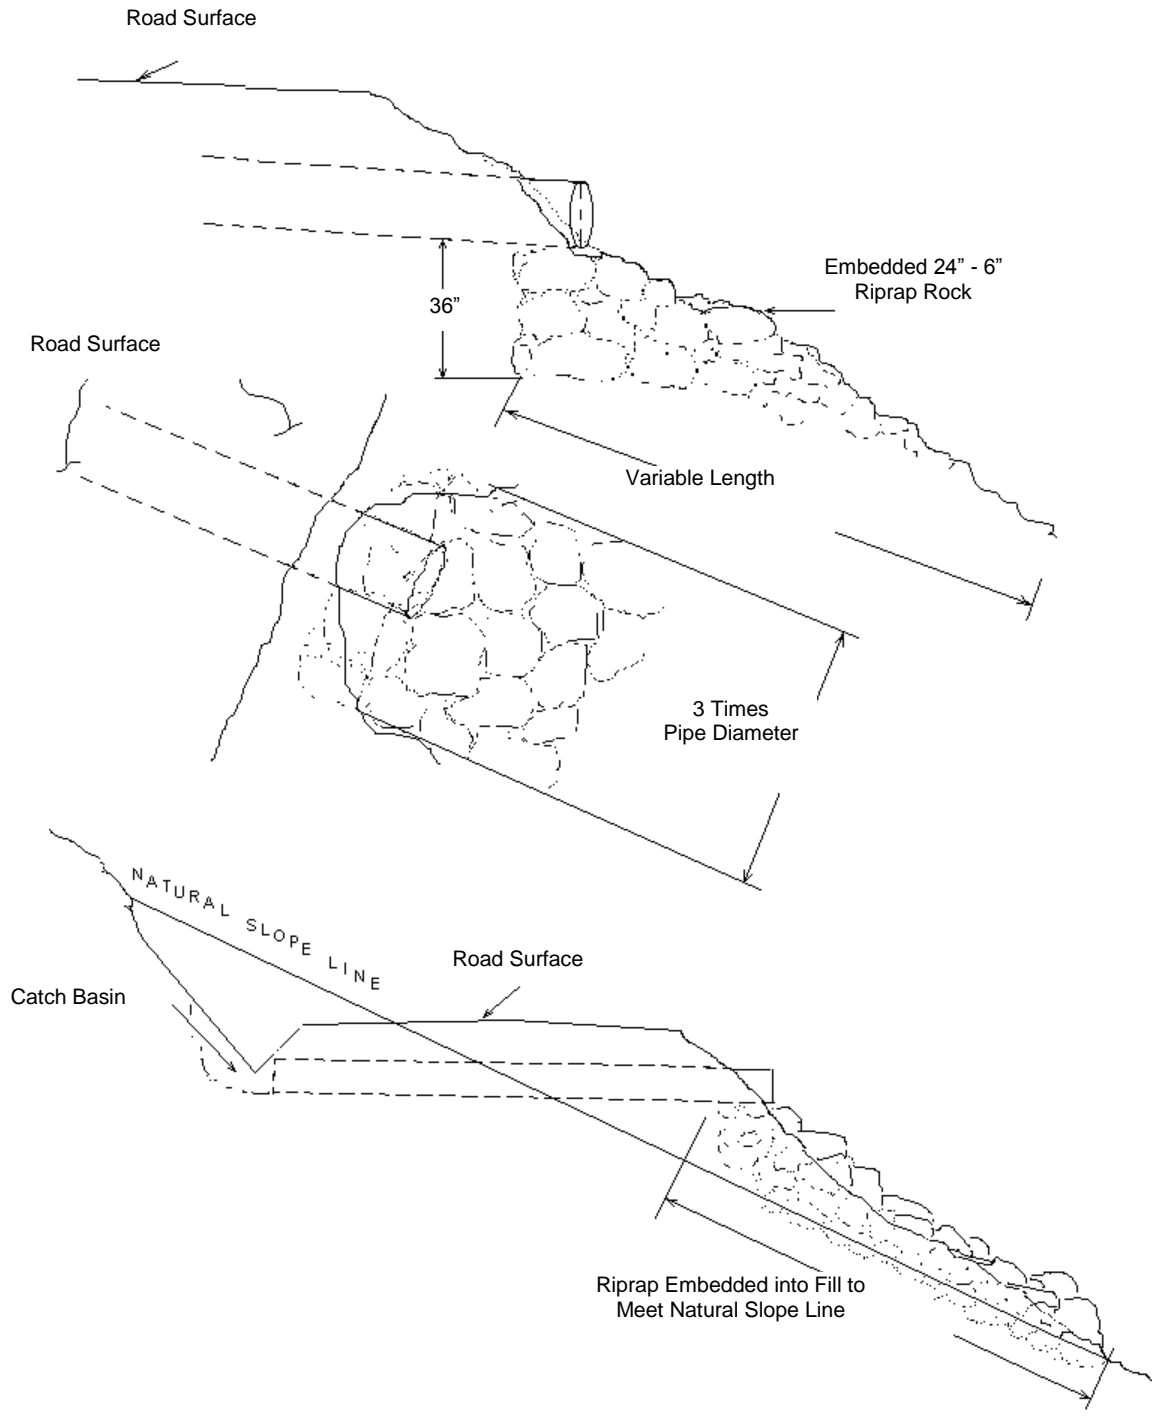 Road Surface
Embedded 24” - 6”
Riprap Rock
36”
Road Surface
Variable Length
3 Times
Pipe Diameter
NATURAL SLOPE LINE
Road Surface
Catch Basin
Riprap Embedded into Fill to
Meet Natural Slope Line